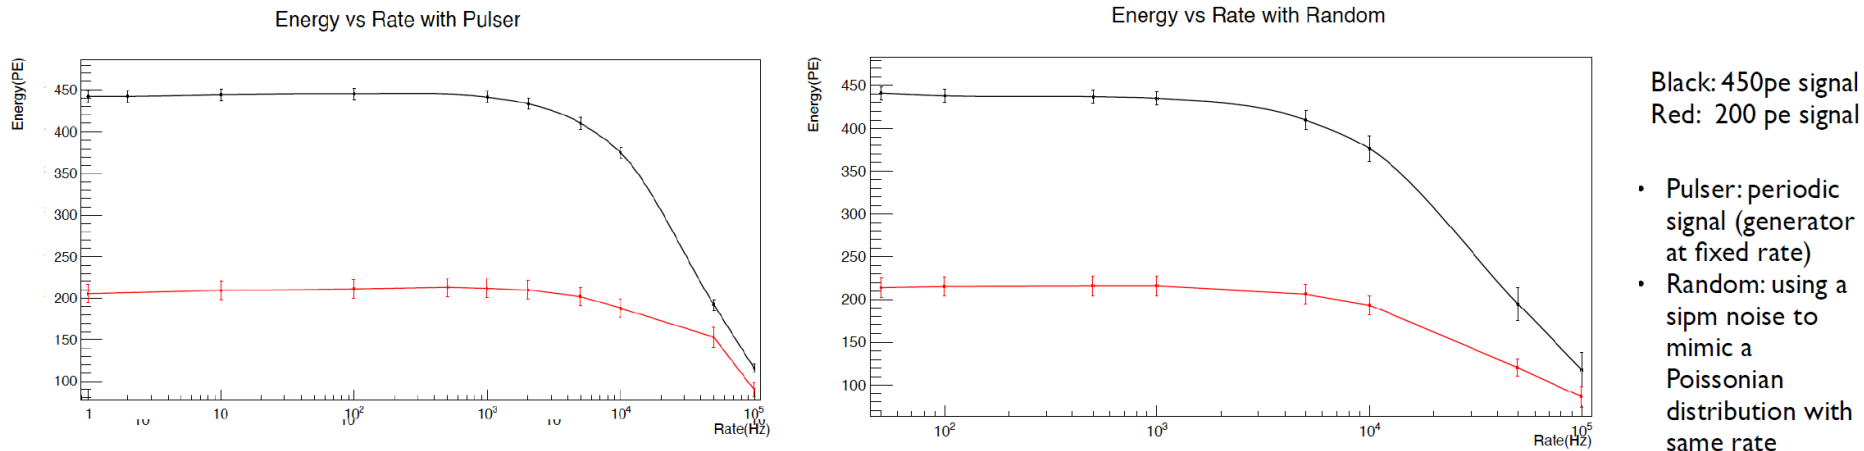 Energy vs Rate with Pulser
Energy(PE)
450
400
350
300
250
200
150
100
1
10
10²
10³
10⁴
10⁵
Rate(Hz)
Energy vs Rate with Random
Energy(PE)
450
400
350
300
250
200
150
100
10²
10³
10⁴
10⁵
Rate(Hz)
Black: 450pe signal
Red: 200 pe signal
• Pulser: periodic
signal (generator
at fixed rate)
• Random: using a
sipm noise to
mimic a
Poissonian
distribution with
same rate